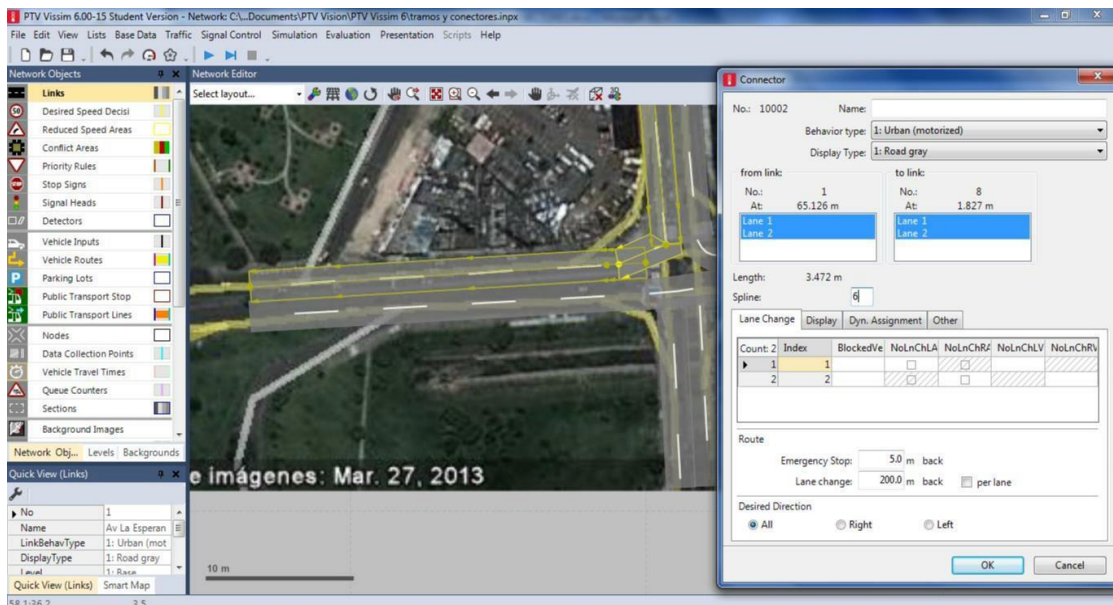 PTV Vissim 6.00-15 Student Version - Network: C:\...Documents\PTV Vision\PTV Vissim 6\tramos y conectores.inpx
File Edit View Lists Base Data Traffic Signal Control Simulation Evaluation Presentation Scripts Help
Network Objects
Links
Desired Speed Decisi
Reduced Speed Areas
Conflict Areas
Priority Rules
Stop Signs
Signal Heads
Detectors
Vehicle Inputs
Vehicle Routes
Parking Lots
Public Transport Stop
Public Transport Lines
Nodes
Data Collection Points
Vehicle Travel Times
Queue Counters
Sections
Background Images
Network Obj... Levels Backgrounds
Quick View (Links)
No 1
Name Av La Esperan
LinkBehavType 1: Urban (mot
DisplayType 1: Road gray
Level 1: Base
Quick View (Links) Smart Map
Network Editor
Select layout...
e imágenes: Mar. 27, 2013
10 m
Connector
No.: 10002 Name:
Behavior type: 1: Urban (motorized)
Display Type: 1: Road gray
from link: to link:
No.: 1 No.: 8
At: 65.126 m At: 1.827 m
Lane 1 Lane 1
Lane 2 Lane 2
Length: 3.472 m
Spline: 6
Lane Change Display Dyn. Assignment Other
Count: 2 Index BlockedVe NoLnChLA NoLnChRA NoLnChLV NoLnChRV
1 1
2 2
Route
Emergency Stop: 5.0 m back
Lane change: 200.0 m back per lane
Desired Direction
All Right Left
OK Cancel